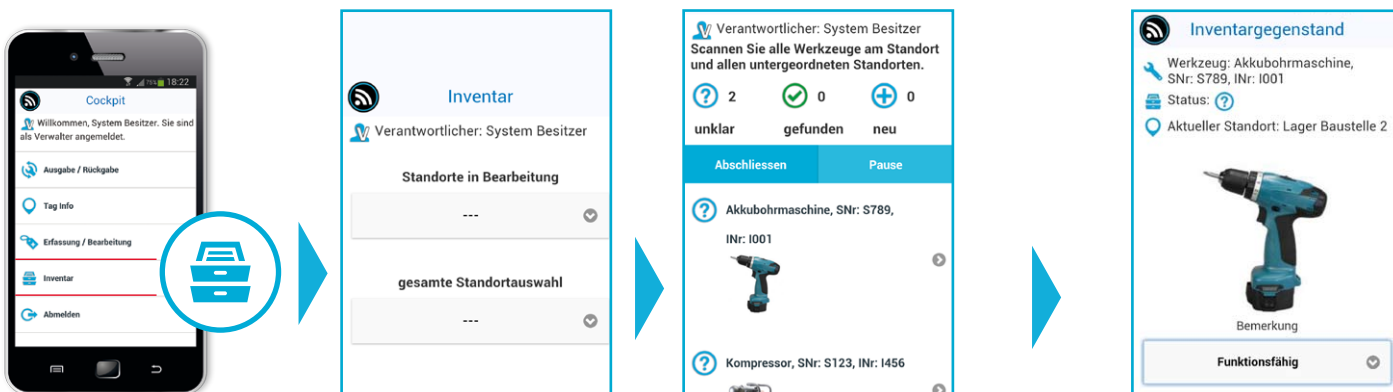 18:22
Cockpit
Willkommen, System Besitzer. Sie sind
als Verwalter angemeldet.
Ausgabe / Rückgabe
Tag Info
Erfassung / Bearbeitung
Inventar
Abmelden
Inventar
Verantwortlicher: System Besitzer
Standorte in Bearbeitung
---
gesamte Standortauswahl
---
Verantwortlicher: System Besitzer
Scannen Sie alle Werkzeuge am Standort
und allen untergeordneten Standorten.
2 0 0
unklar gefunden neu
Abschliessen Pause
Akkubohrmaschine, SNr: S789,
INr: I001
Kompressor, SNr: S123, INr: I456
Inventargegenstand
Werkzeug: Akkubohrmaschine,
SNr: S789, INr: I001
Status:
Aktueller Standort: Lager Baustelle 2
Bemerkung
Funktionsfähig